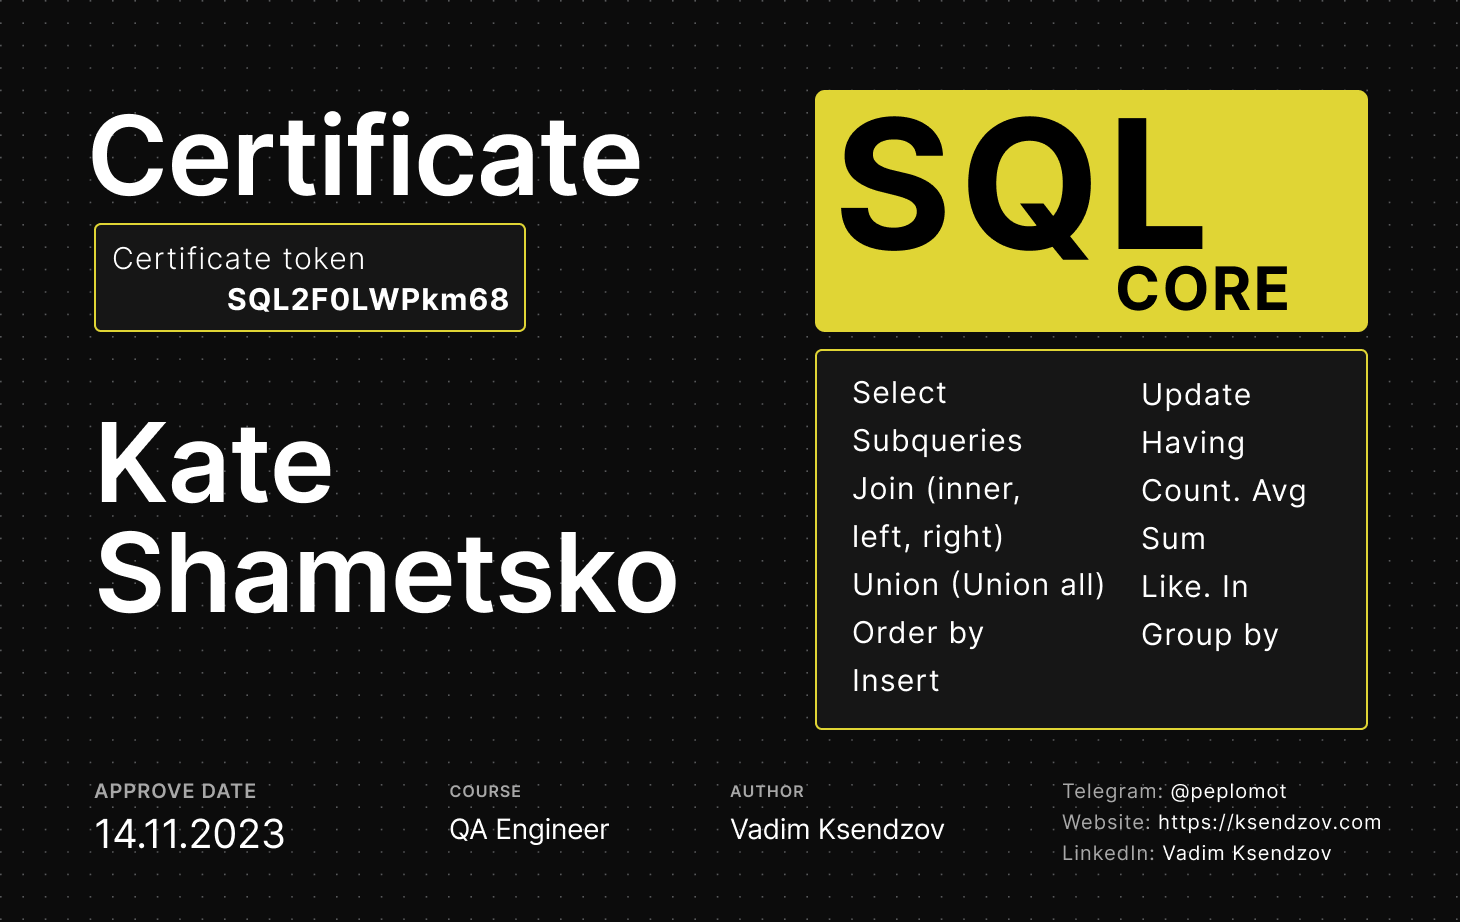 Certificate
Certificate token
SQL2F0LWPkm68
Kate
Shametsko
SQL
CORE
Select
Subqueries
Join (inner,
left, right)
Union (Union all)
Order by
Insert
Update
Having
Count. Avg
Sum
Like. In
Group by
APPROVE DATE
14.11.2023
COURSE
QA Engineer
AUTHOR
Vadim Ksendzov
Telegram: @peplomot
Website: https://ksendzov.com
LinkedIn: Vadim Ksendzov